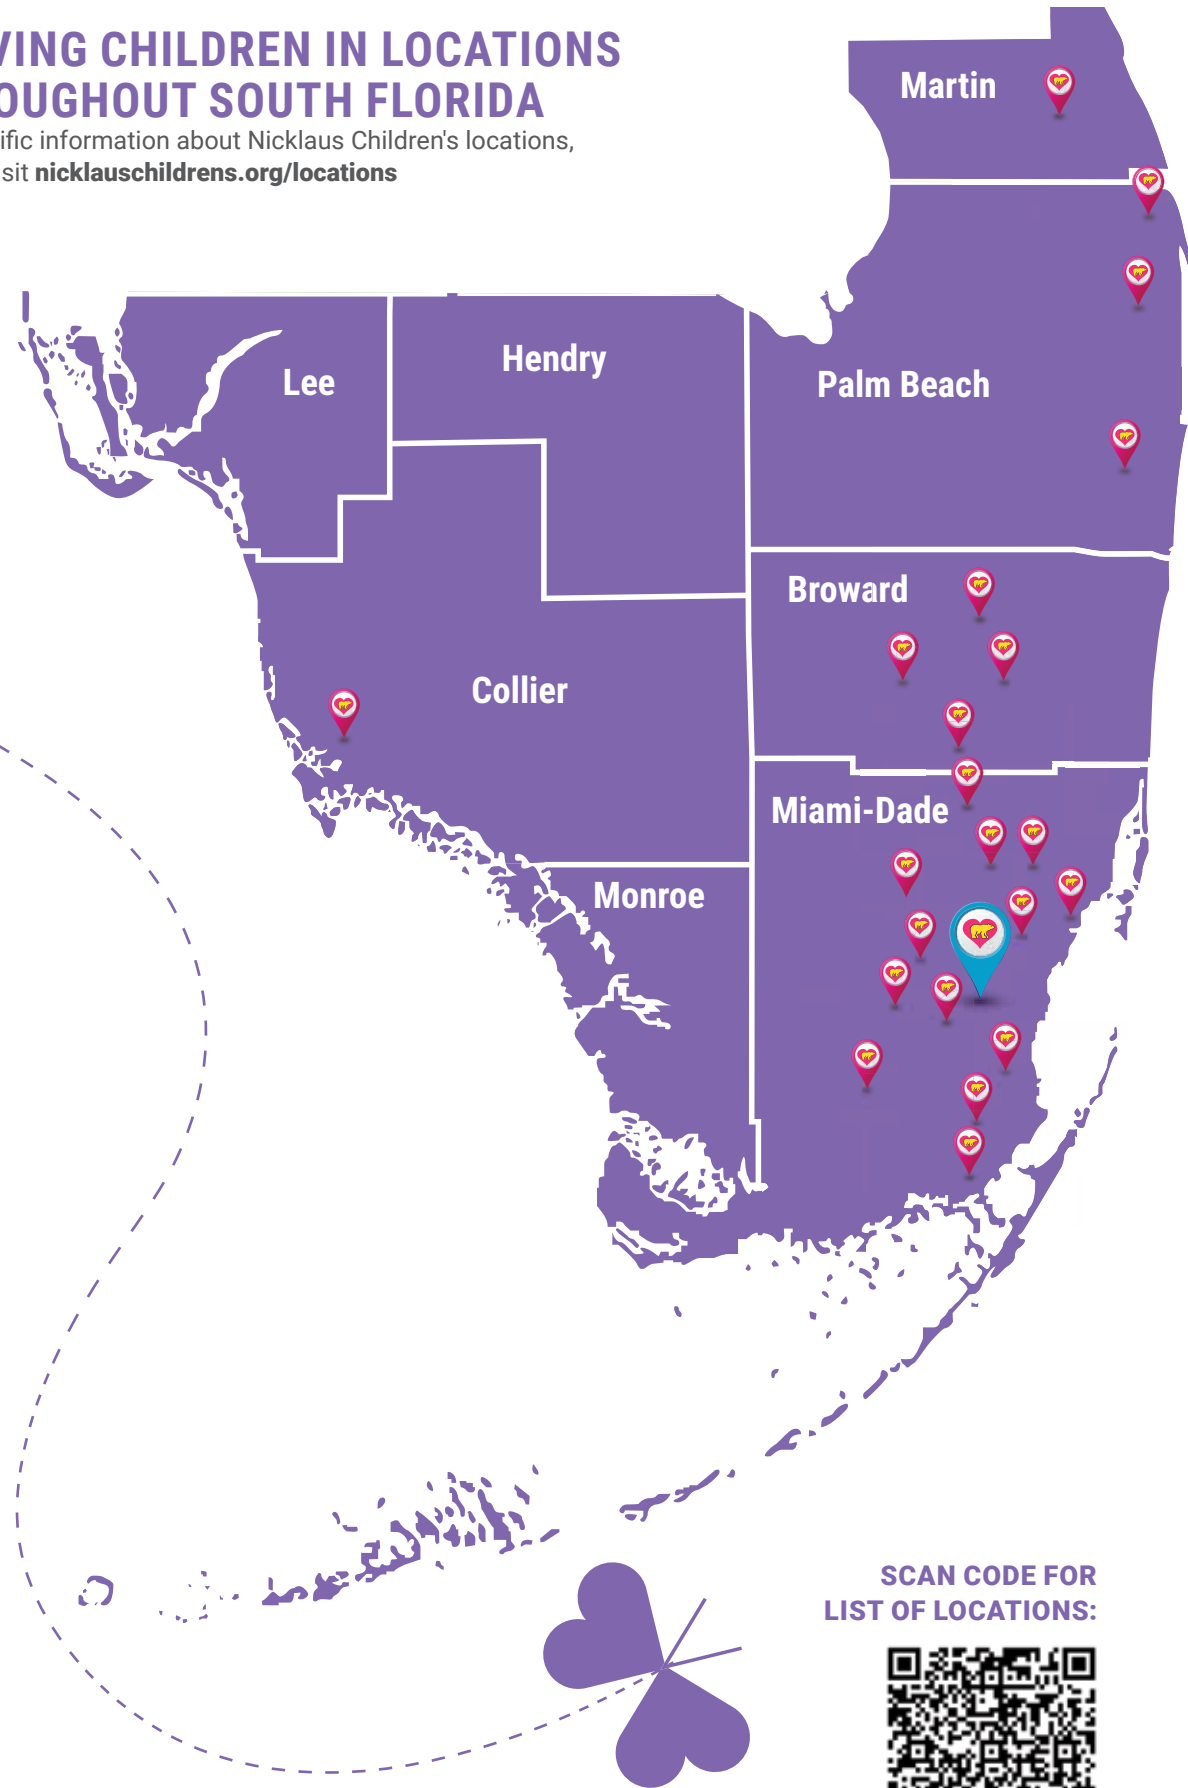 VING CHILDREN IN LOCATIONS
OUGHOUT SOUTH FLORIDA
ific information about Nicklaus Children's locations,
sit nicklauschildrens.org/locations
Martin
Hendry
Lee
Palm Beach
Broward
Collier
Miami-Dade
Monroe
SCAN CODE FOR
LIST OF LOCATIONS: